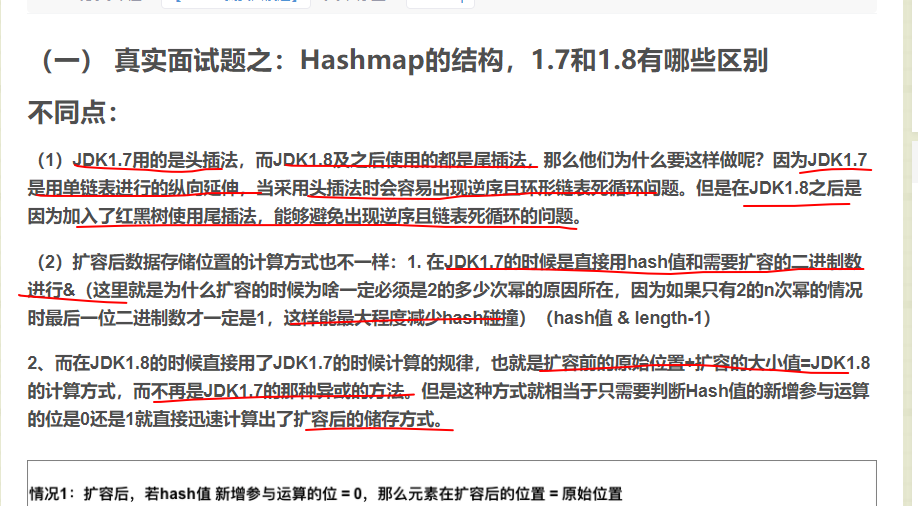 （一） 真实面试题之：Hashmap的结构，1.7和1.8有哪些区别
不同点：
（1）JDK1.7用的是头插法，而JDK1.8及之后使用的都是尾插法，那么他们为什么要这样做呢？因为JDK1.7
是用单链表进行的纵向延伸，当采用头插法时会容易出现逆序且环形链表死循环问题。但是在JDK1.8之后是
因为加入了红黑树使用尾插法，能够避免出现逆序且链表死循环的问题。
（2）扩容后数据存储位置的计算方式也不一样：1. 在JDK1.7的时候是直接用hash值和需要扩容的二进制数
进行&（这里就是为什么扩容的时候为啥一定必须是2的多少次幂的原因所在，因为如果只有2的n次幂的情况
时最后一位二进制数才一定是1，这样能最大程度减少hash碰撞）（hash值 & length-1）
2、而在JDK1.8的时候直接用了JDK1.7的时候计算的规律，也就是扩容前的原始位置+扩容的大小值=JDK1.8
的计算方式，而不再是JDK1.7的那种异或的方法。但是这种方式就相当于只需要判断Hash值的新增参与运算
的位是0还是1就直接迅速计算出了扩容后的储存方式。
情况1：扩容后，若hash值 新增参与运算的位 = 0，那么元素在扩容后的位置 = 原始位置